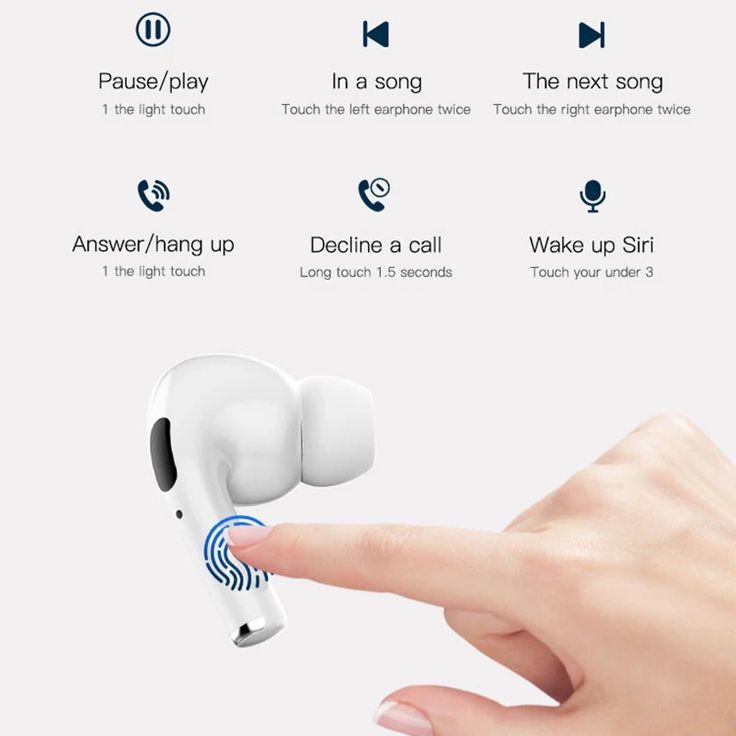 Pause/play
1 the light touch
In a song
Touch the left earphone twice
The next song
Touch the right earphone twice
Answer/hang up
1 the light touch
Decline a call
Long touch 1.5 seconds
Wake up Siri
Touch your under 3